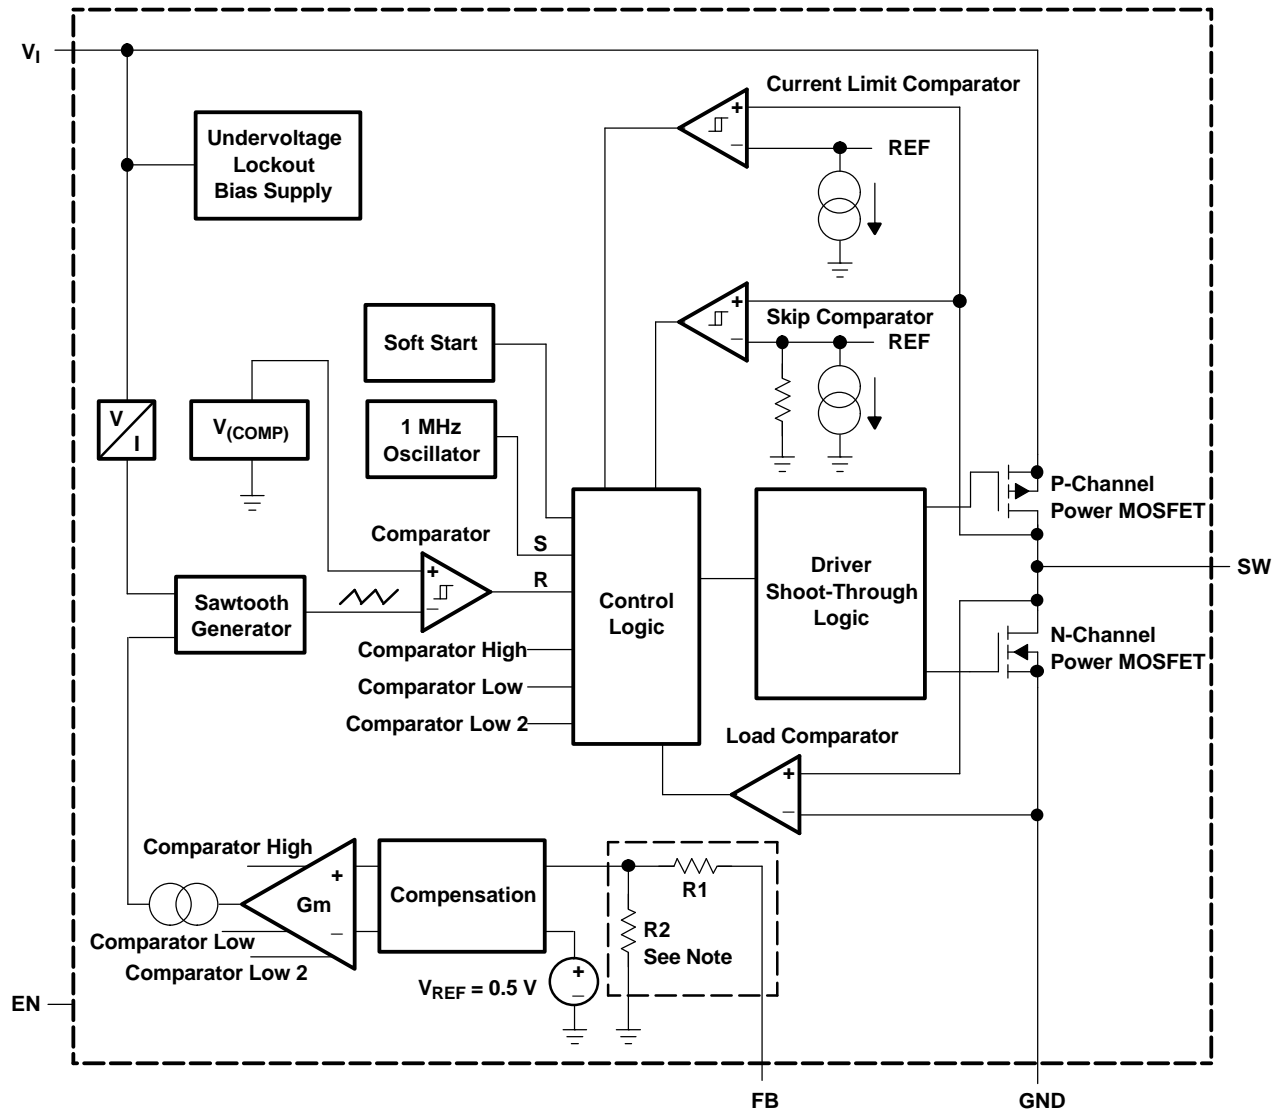 VI
Current Limit Comparator
+
−
REF
Undervoltage
Lockout
Bias Supply
+
−
Skip Comparator
REF
Soft Start
V
I
V(COMP)
1 MHz
Oscillator
P-Channel
Power MOSFET
Comparator
S
+
−
R
SW
Sawtooth
Generator
Control
Logic
Driver
Shoot-Through
Logic
N-Channel
Power MOSFET
Comparator High
Comparator Low
Comparator Low 2
Load Comparator
+
−
Comparator High
+
Gm
−
Compensation
R1
R2
See Note
Comparator Low
Comparator Low 2
VREF = 0.5 V
+
−
EN
FB
GND